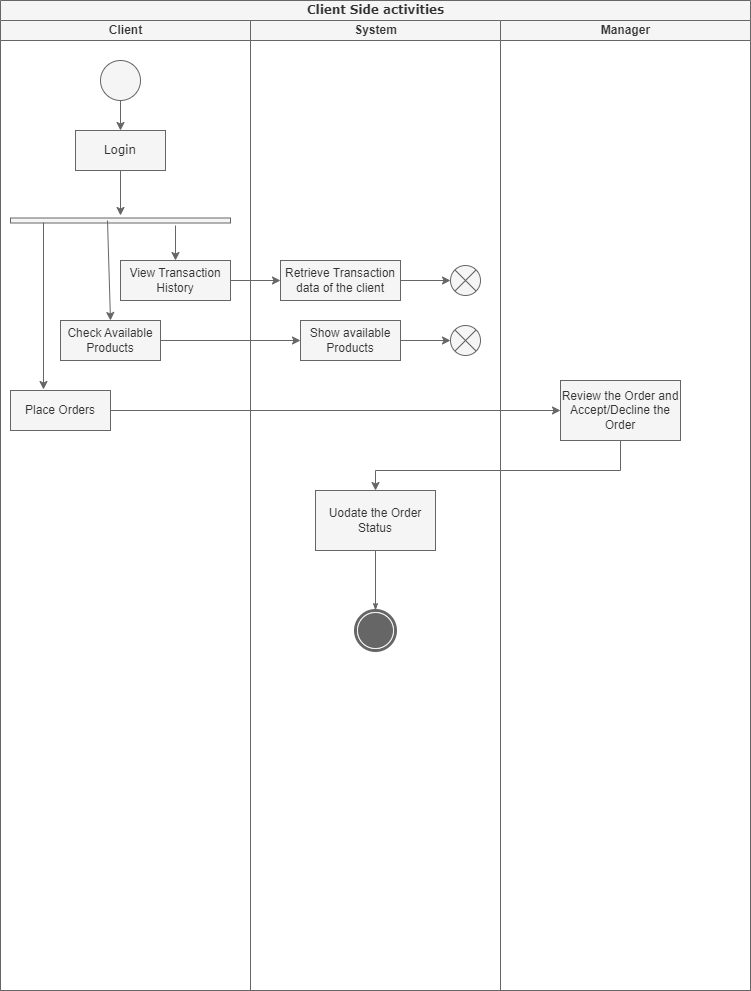 Client Side activities
Client
System
Manager
Login
View Transaction
History
Retrieve Transaction
data of the client
Check Available
Products
Show available
Products
Place Orders
Review the Order and
Accept/Decline the
Order
Uodate the Order
Status